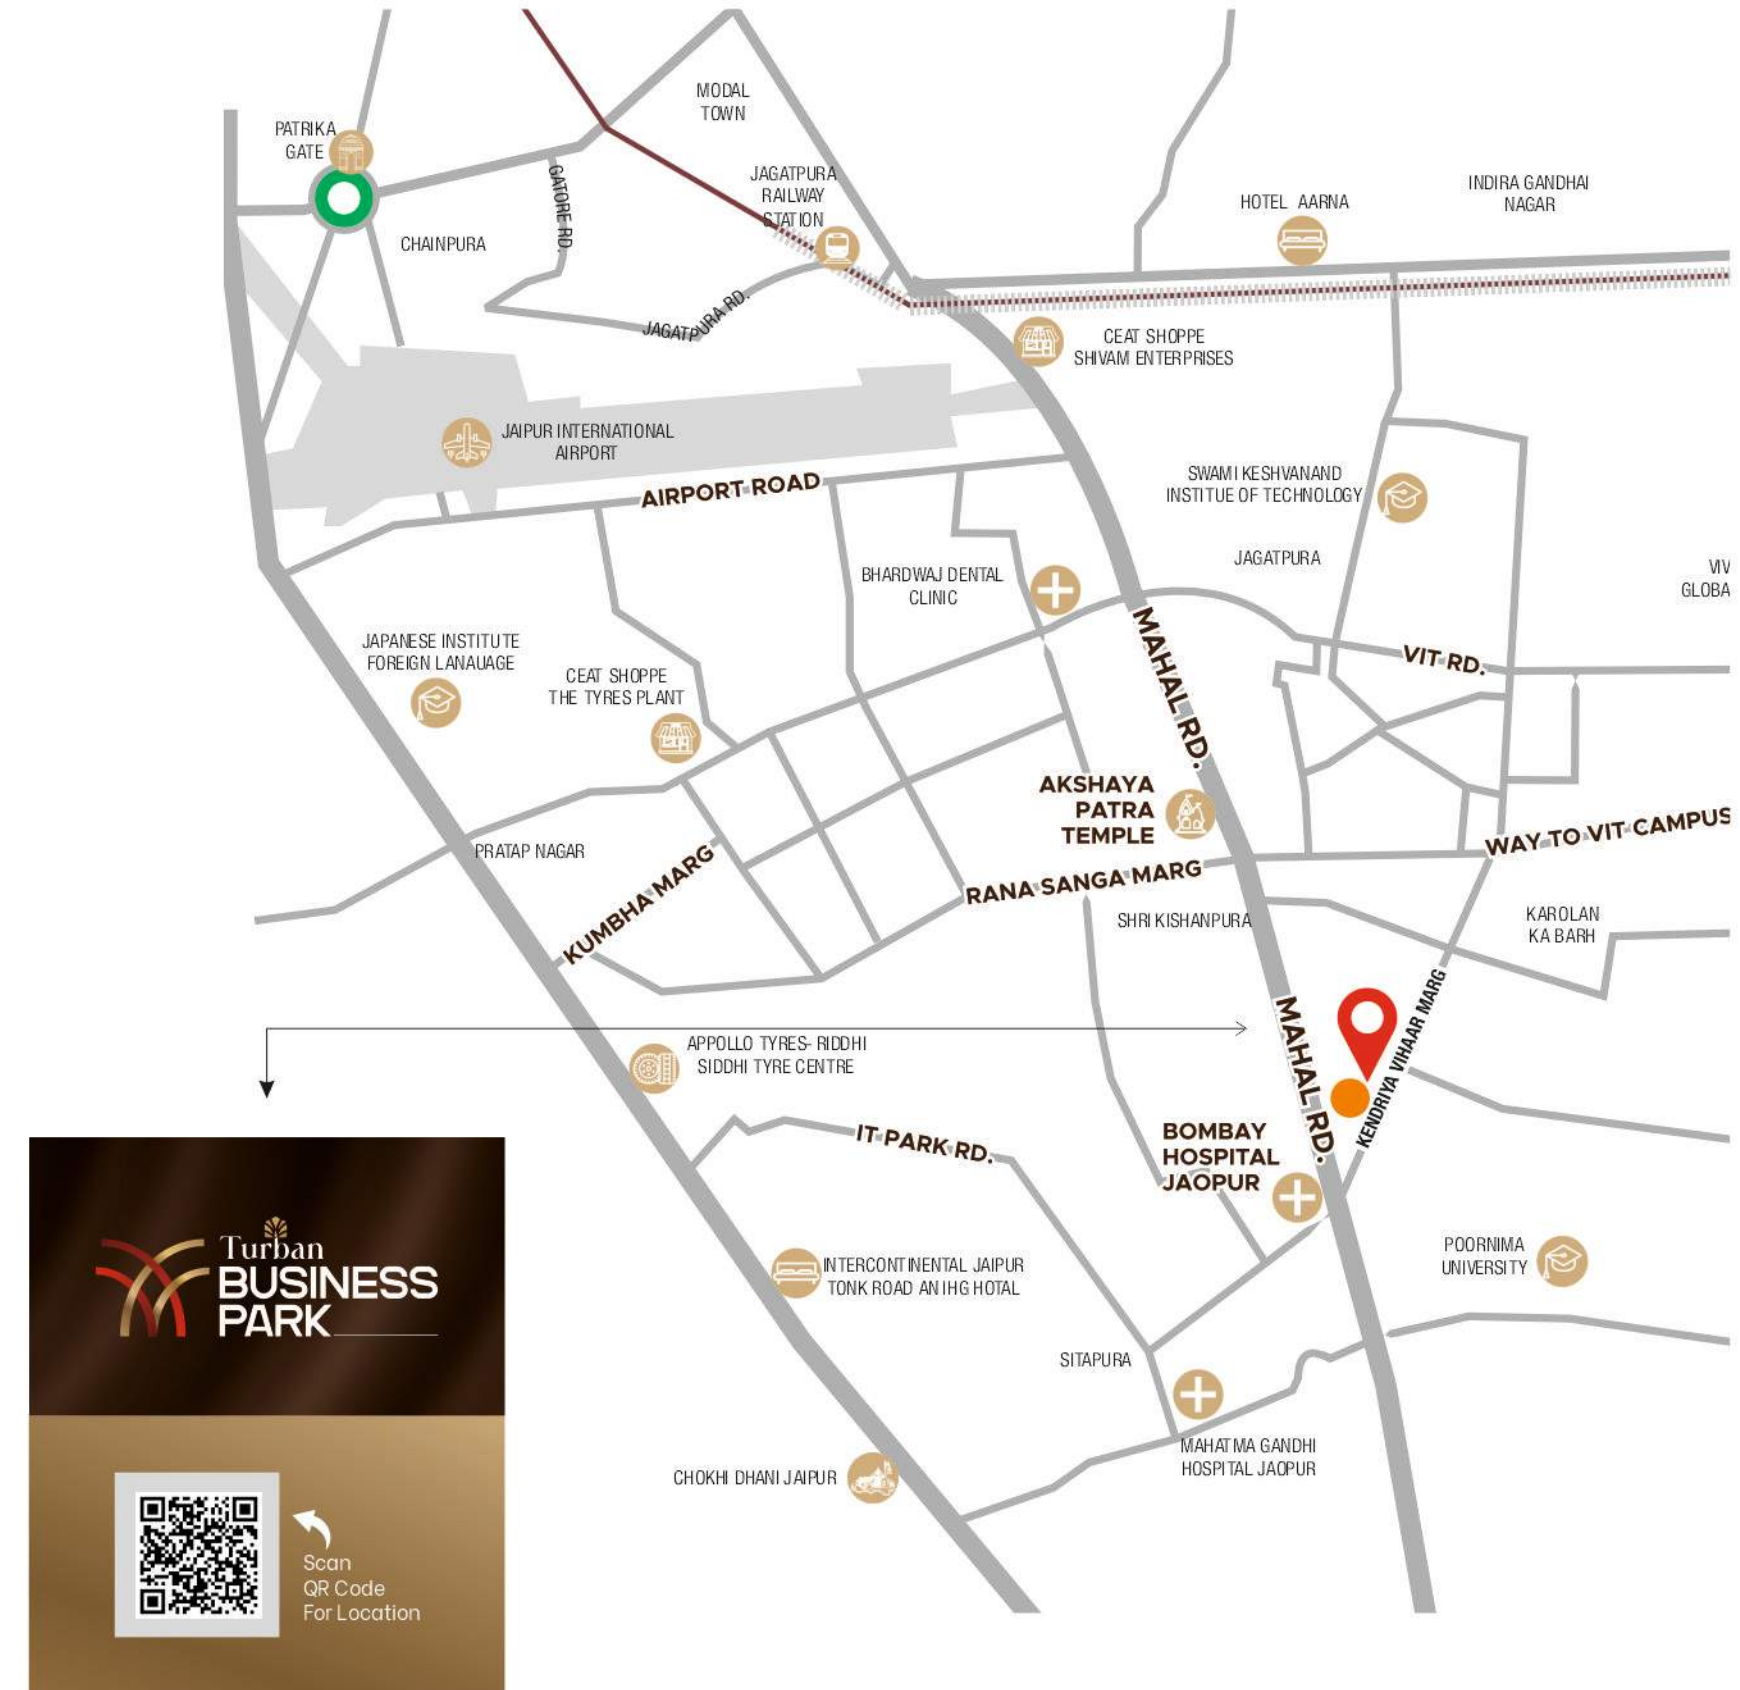 MODAL
TOWN
PATRIKA
GATE
GATORE RD.
JAGATPURA
RAILWAY
STATION
HOTEL AARNA
INDIRA GANDHAI
NAGAR
CHAINPURA
JAGATPURA RD.
CEAT SHOPPE
SHIVAM ENTERPRISES
JAIPUR INTERNATIONAL
AIRPORT
AIRPORT ROAD
SWAMI KESHVANAND
INSTITUE OF TECHNOLOGY
JAGATPURA
BHARDWAJ DENTAL
CLINIC
VIV
GLOBA
JAPANESE INSTITUTE
FOREIGN LANAUAGE
CEAT SHOPPE
THE TYRES PLANT
MAHAL RD.
VIT RD.
AKSHAYA
PATRA
TEMPLE
WAY TO VIT CAMPUS
PRATAP NAGAR
KUMBHA MARG
RANA SANGA MARG
SHRI KISHANPURA
KAROLAN
KA BARH
MAHAL RD.
KENDRIYA VIHAAR MARG
APPOLLO TYRES- RIDDHI
SIDDHI TYRE CENTRE
IT PARK RD.
BOMBAY
HOSPITAL
JAOPUR
POORNIMA
UNIVERSITY
INTERCONTINENTAL JAIPUR
TONK ROAD AN IHG HOTAL
SITAPURA
MAHATMA GANDHI
HOSPITAL JAOPUR
CHOKHI DHANI JAIPUR
Turban
BUSINESS
PARK
Scan
QR Code
For Location